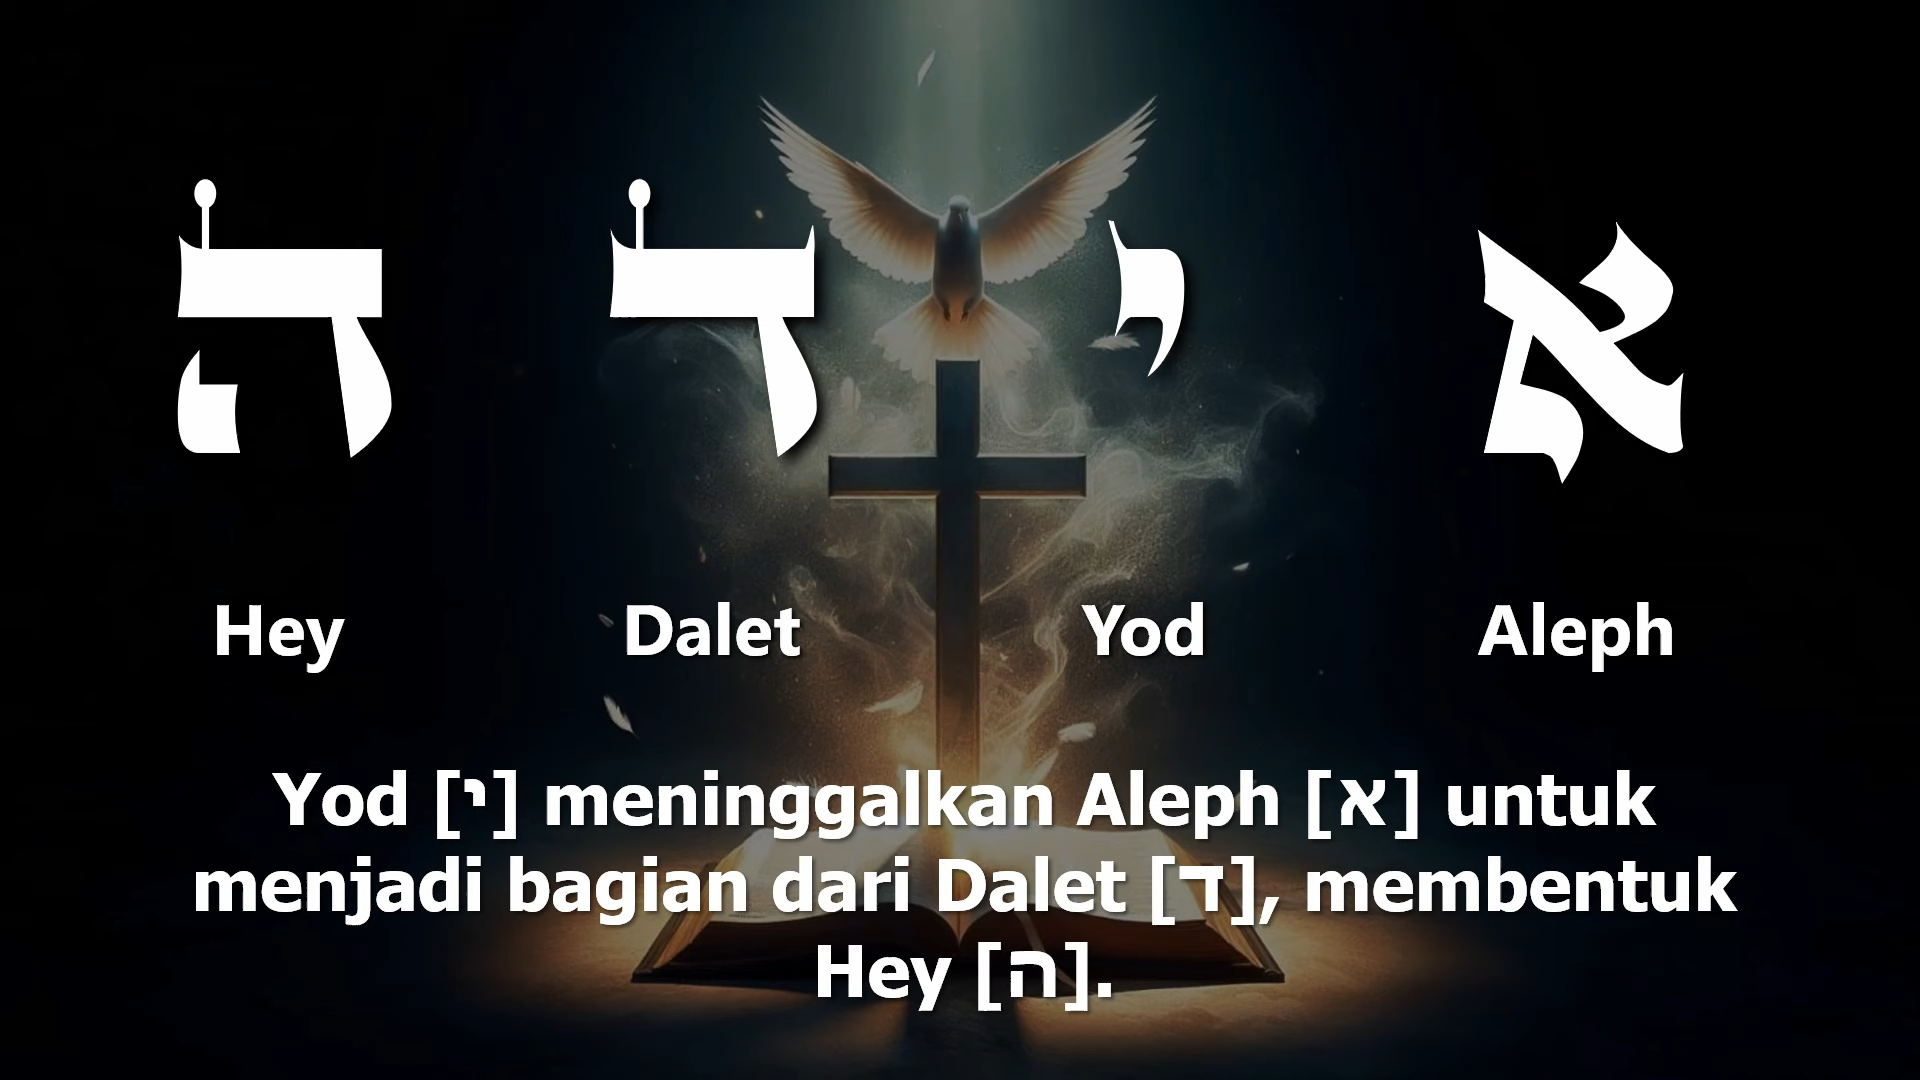 ה ד י א
Hey Dalet Yod Aleph
Yod [י] meninggalkan Aleph [א] untuk
menjadi bagian dari Dalet [ד], membentuk
Hey [ה].